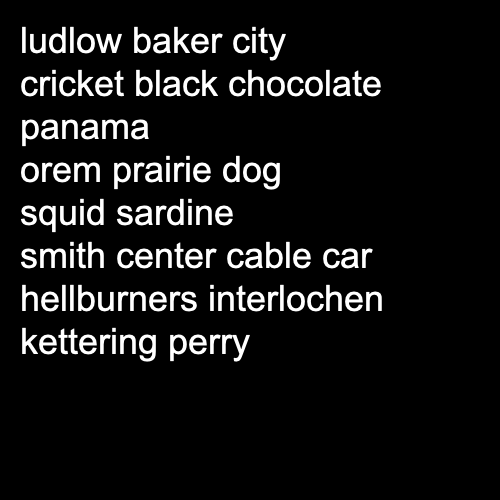 ludlow baker city
cricket black chocolate
panama
orem prairie dog
squid sardine
smith center cable car
hellburners interlochen
kettering perry